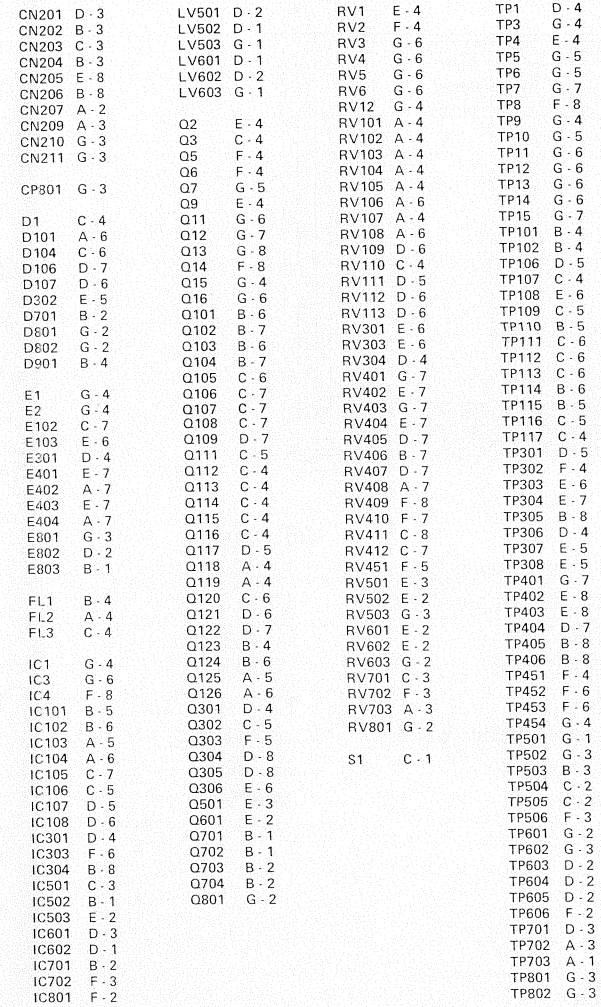 CN201 D - 3
CN202 B - 3
CN203 C - 3
CN204 B - 3
CN205 E - 8
CN206 B - 8
CN207 A - 2
CN209 A - 3
CN210 G - 3
CN211 G - 3
CP801 G - 3
D1 C - 4
D101 A - 6
D104 C - 6
D106 D - 7
D107 D - 6
D302 E - 5
D701 B - 2
D801 G - 2
D802 G - 2
D901 B - 4
E1 G - 4
E2 G - 4
E102 C - 7
E103 E - 6
E301 D - 4
E401 E - 7
E402 A - 7
E403 E - 7
E404 A - 7
E801 G - 3
E802 D - 2
E803 B - 1
FL1 B - 4
FL2 A - 4
FL3 C - 4
IC1 G - 4
IC3 G - 6
IC4 F - 8
IC101 B - 5
IC102 B - 6
IC103 A - 5
IC104 A - 6
IC105 C - 7
IC106 C - 5
IC107 D - 5
IC108 D - 6
IC301 D - 4
IC303 F - 6
IC304 B - 8
IC501 C - 3
IC502 B - 1
IC503 E - 2
IC601 D - 3
IC602 D - 1
IC701 B - 2
IC702 F - 3
IC801 F - 2
LV501 D - 2
LV502 D - 1
LV503 G - 1
LV601 D - 1
LV602 D - 2
LV603 G - 1
Q2 E - 4
Q3 C - 4
Q5 F - 4
Q6 F - 4
Q7 G - 5
Q9 E - 4
Q11 G - 6
Q12 G - 7
Q13 G - 8
Q14 F - 8
Q15 G - 4
Q16 G - 6
Q101 B - 6
Q102 B - 7
Q103 B - 6
Q104 B - 7
Q105 C - 6
Q106 C - 7
Q107 C - 7
Q108 C - 7
Q109 D - 7
Q111 C - 5
Q112 C - 4
Q113 C - 4
Q114 C - 4
Q115 C - 4
Q116 C - 4
Q117 D - 5
Q118 A - 4
Q119 A - 4
Q120 C - 6
Q121 D - 6
Q122 D - 7
Q123 B - 4
Q124 B - 6
Q125 A - 5
Q126 A - 6
Q301 D - 4
Q302 C - 5
Q303 F - 5
Q304 D - 8
Q305 D - 8
Q306 E - 6
Q501 E - 3
Q601 E - 2
Q701 B - 1
Q702 B - 1
Q703 B - 2
Q704 B - 2
Q801 G - 2
RV1 E - 4
RV2 F - 4
RV3 G - 6
RV4 G - 6
RV5 G - 6
RV6 G - 6
RV12 G - 4
RV101 A - 4
RV102 A - 4
RV103 A - 4
RV104 A - 4
RV105 A - 4
RV106 A - 6
RV107 A - 4
RV108 A - 6
RV109 D - 6
RV110 C - 4
RV111 D - 5
RV112 D - 6
RV113 D - 6
RV301 E - 6
RV303 E - 6
RV304 D - 4
RV401 G - 7
RV402 E - 7
RV403 G - 7
RV404 E - 7
RV405 D - 7
RV406 B - 7
RV407 D - 7
RV408 A - 7
RV409 F - 8
RV410 F - 7
RV411 C - 8
RV412 C - 7
RV451 F - 5
RV501 E - 3
RV502 E - 2
RV503 G - 3
RV601 E - 2
RV602 E - 2
RV603 G - 2
RV701 C - 3
RV702 F - 3
RV703 A - 3
RV801 G - 2
S1 C - 1
TP1 D - 4
TP3 G - 4
TP4 E - 4
TP5 G - 5
TP6 G - 5
TP7 G - 7
TP8 F - 8
TP9 G - 4
TP10 G - 5
TP11 G - 6
TP12 G - 6
TP13 G - 6
TP14 G - 6
TP15 G - 7
TP101 B - 4
TP102 B - 4
TP106 D - 5
TP107 C - 4
TP108 E - 6
TP109 C - 5
TP110 B - 5
TP111 C - 6
TP112 C - 6
TP113 C - 6
TP114 B - 6
TP115 B - 5
TP116 C - 5
TP117 C - 4
TP301 D - 5
TP302 F - 4
TP303 E - 6
TP304 E - 7
TP305 B - 8
TP306 D - 4
TP307 E - 5
TP308 E - 5
TP401 G - 7
TP402 E - 8
TP403 E - 8
TP404 D - 7
TP405 B - 8
TP406 B - 8
TP451 F - 4
TP452 F - 6
TP453 F - 6
TP454 G - 4
TP501 G - 1
TP502 G - 3
TP503 B - 3
TP504 C - 2
TP505 C - 2
TP506 F - 3
TP601 G - 2
TP602 G - 3
TP603 D - 2
TP604 D - 2
TP605 D - 2
TP606 F - 2
TP701 D - 3
TP702 A - 3
TP703 A - 1
TP801 G - 3
TP802 G - 3